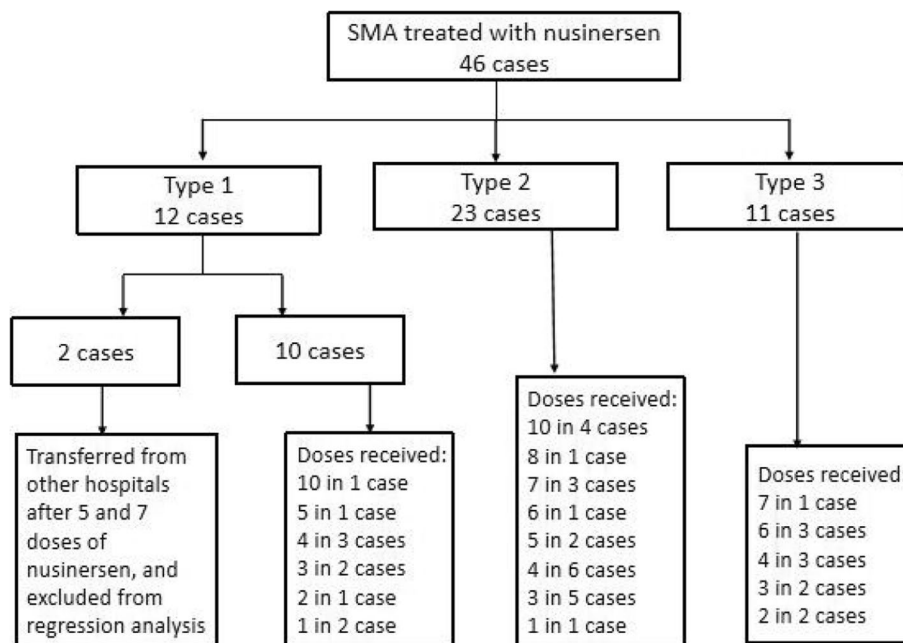 SMA treated with nusinersen
46 cases
Type 1
12 cases
Type 2
23 cases
Type 3
11 cases
2 cases
10 cases
Transferred from
other hospitals
after 5 and 7
doses of
nusinersen, and
excluded from
regression analysis
Doses received:
10 in 1 case
5 in 1 case
4 in 3 cases
3 in 2 cases
2 in 1 case
1 in 2 case
Doses received:
10 in 4 cases
8 in 1 case
7 in 3 cases
6 in 1 case
5 in 2 cases
4 in 6 cases
3 in 5 cases
1 in 1 case
Doses received:
7 in 1 case
6 in 3 cases
4 in 3 cases
3 in 2 cases
2 in 2 cases